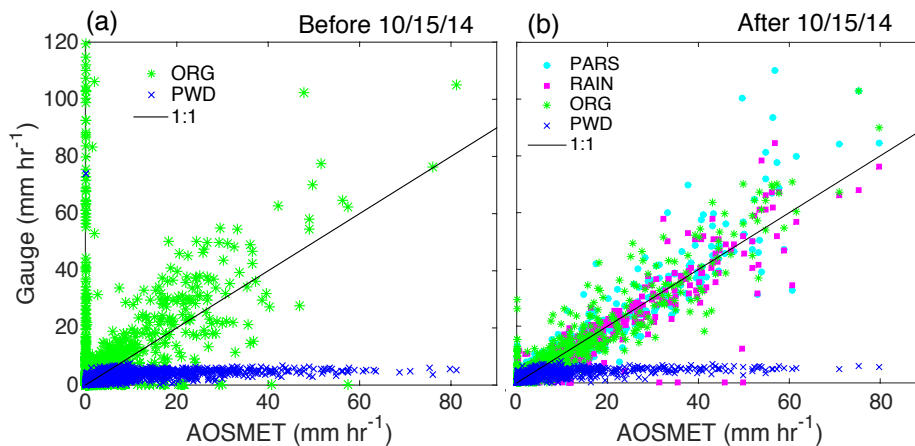 (a) Before 10/15/14
120
100
80
60
40
20
0
Gauge (mm hr-1)
ORG
PWD
1:1
0 20 40 60 80
AOSMET (mm hr-1)
(b) After 10/15/14
PARS
RAIN
ORG
PWD
1:1
0 20 40 60 80
AOSMET (mm hr-1)